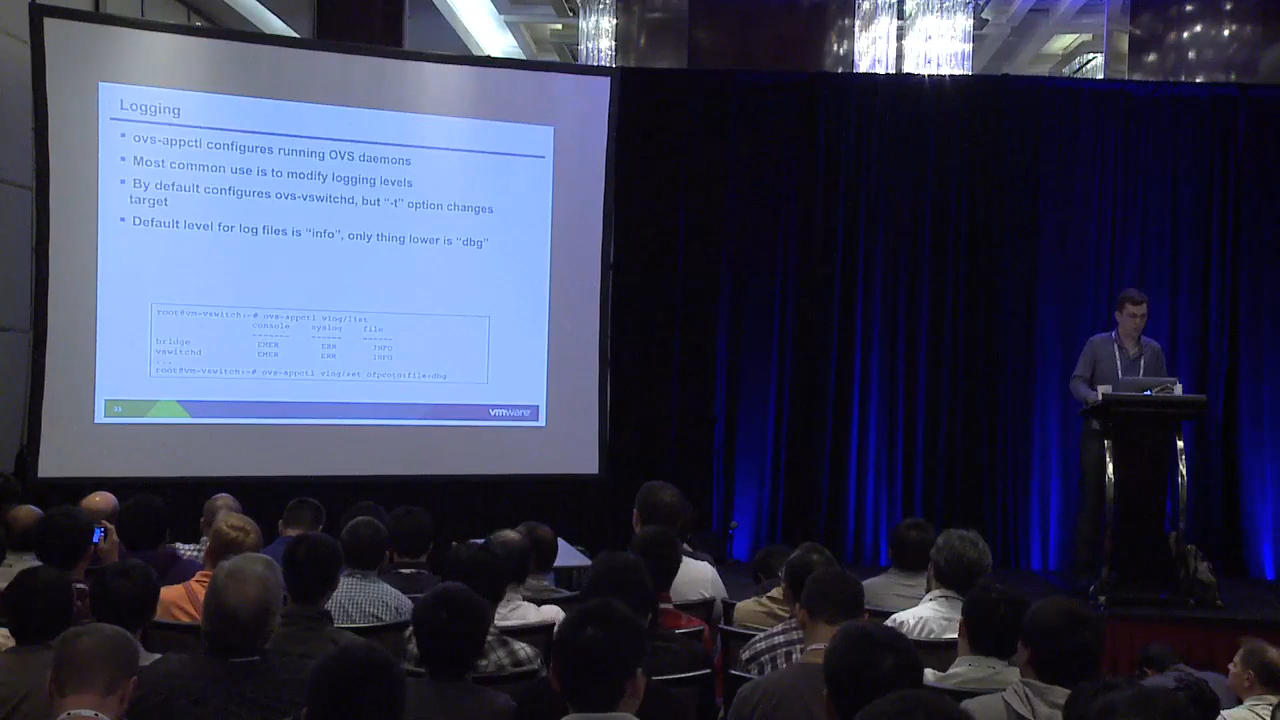 Logging
▪ ovs-appctl configures running OVS daemons
▪ Most common use is to modify logging levels
▪ By default configures ovs-vswitchd, but “-t” option changes
target
▪ Default level for log files is “info”, only thing lower is “dbg”
root@vm-vswitch:~# ovs-appctl vlog/list
console syslog file
------- ------ ------
bridge EMER ERR INFO
vswitchd EMER ERR INFO
...
root@vm-vswitch:~# ovs-appctl vlog/set ofproto:file:dbg
33
vmware